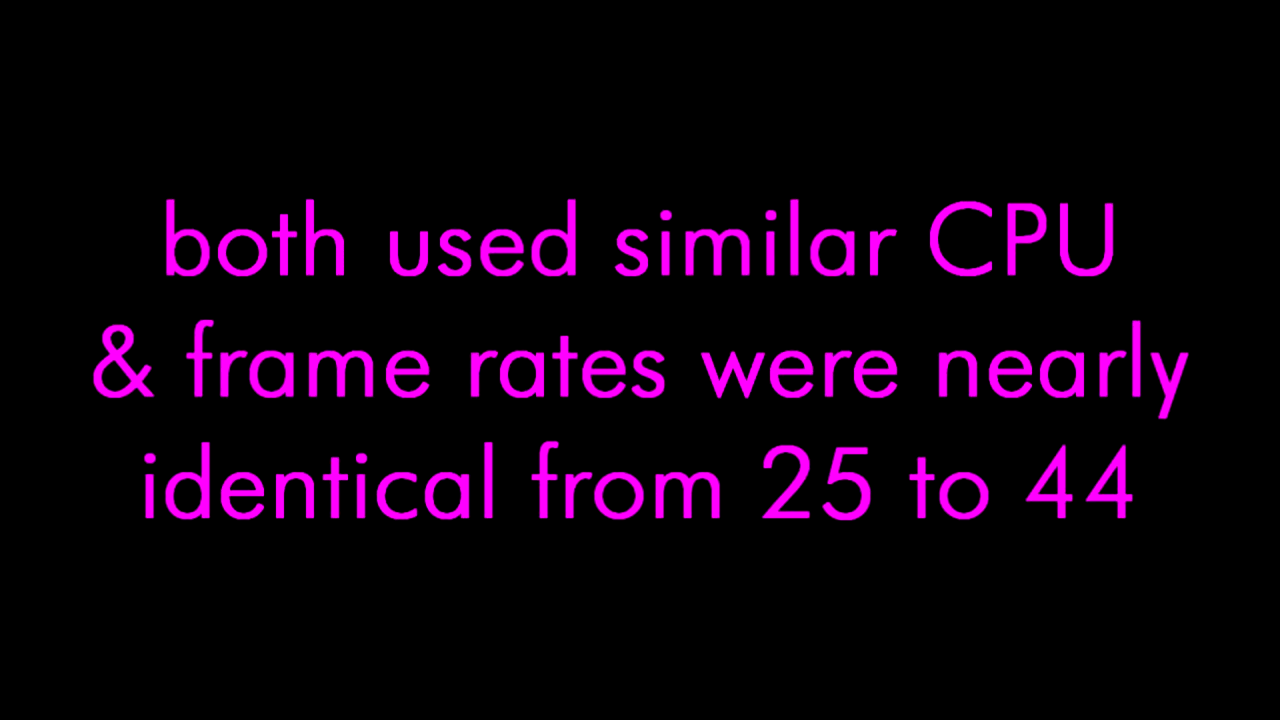 both used similar CPU
& frame rates were nearly
identical from 25 to 44